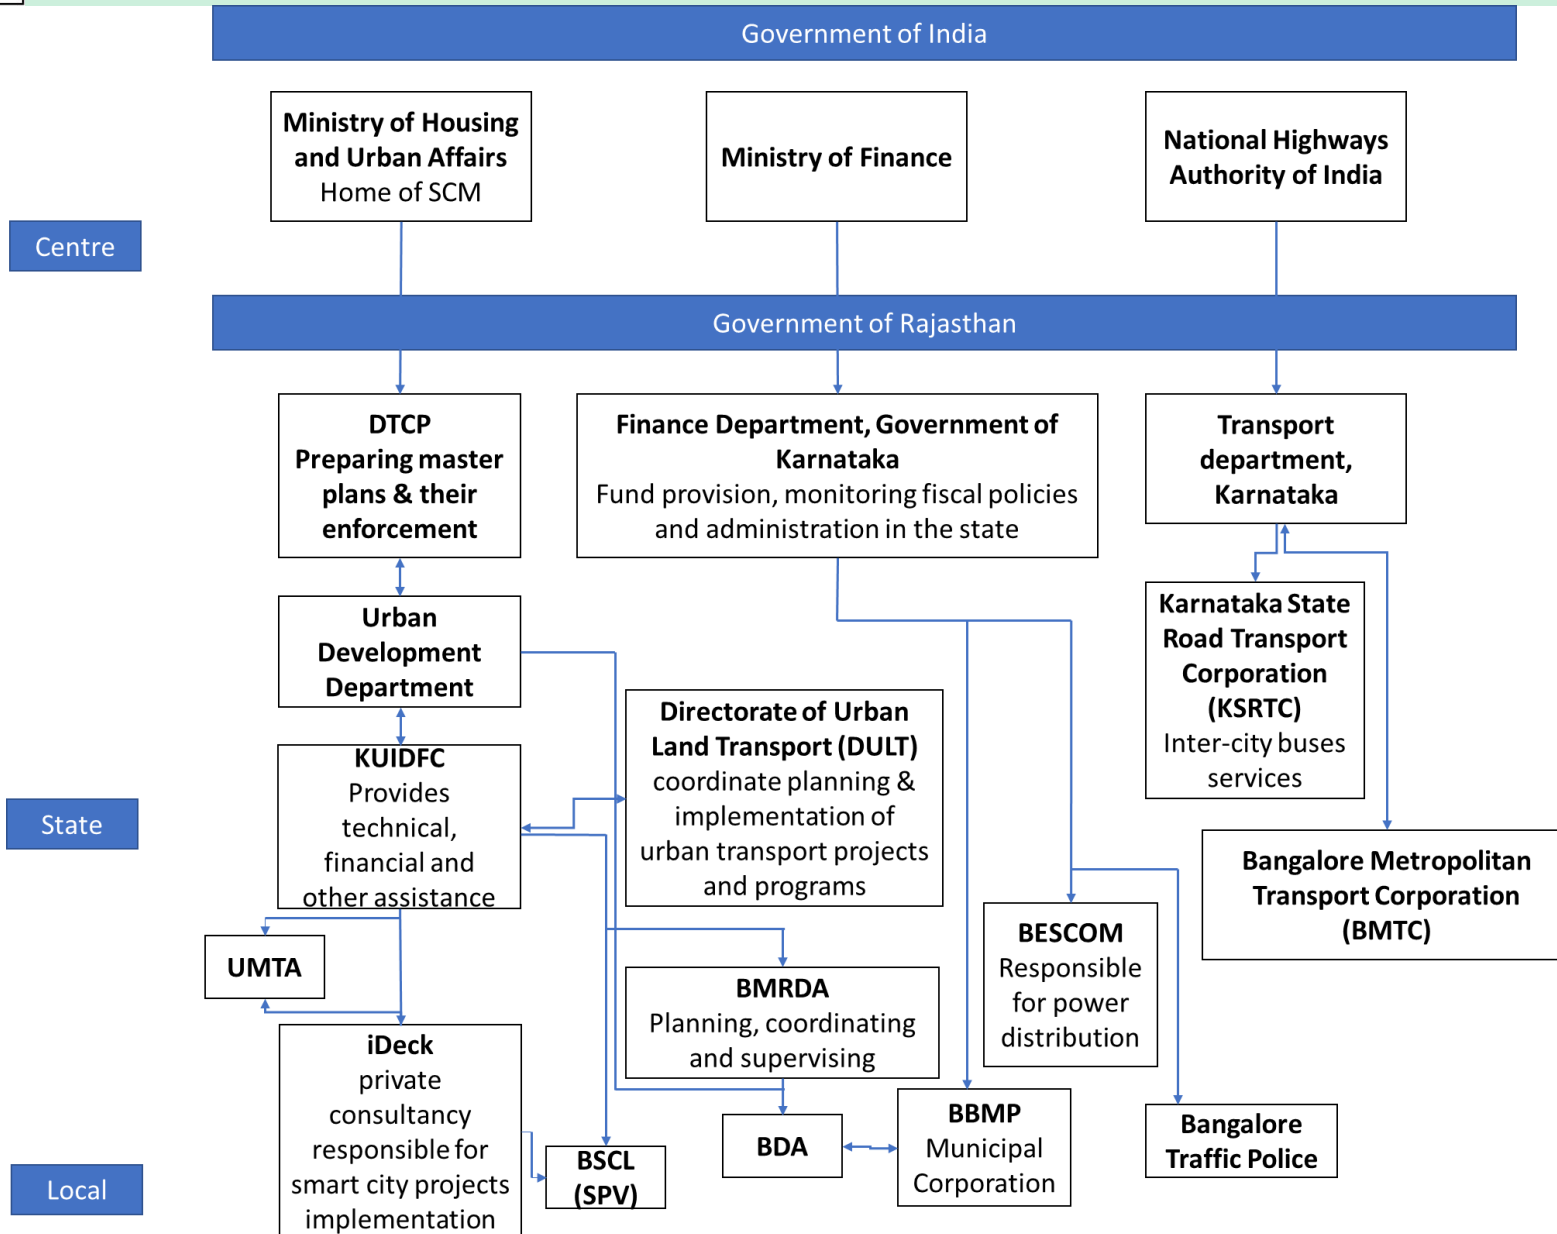 Government of India
Ministry of Housing
and Urban Affairs
Home of SCM
Ministry of Finance
National Highways
Authority of India
Centre
Government of Rajasthan
DTCP
Preparing master
plans & their
enforcement
Finance Department, Government of
Karnataka
Fund provision, monitoring fiscal policies
and administration in the state
Transport
department,
Karnataka
Urban
Development
Department
Karnataka State
Road Transport
Corporation
(KSRTC)
Inter-city buses
services
KUIDFC
Provides
technical,
financial and
other assistance
Directorate of Urban
Land Transport (DULT)
coordinate planning &
implementation of
urban transport projects
and programs
State
Bangalore Metropolitan
Transport Corporation
(BMTC)
UMTA
BESCOM
Responsible
for power
distribution
BMRDA
Planning, coordinating
and supervising
iDeck
private
consultancy
responsible for
smart city projects
implementation
BSCL
(SPV)
BDA
BBMP
Municipal
Corporation
Bangalore
Traffic Police
Local